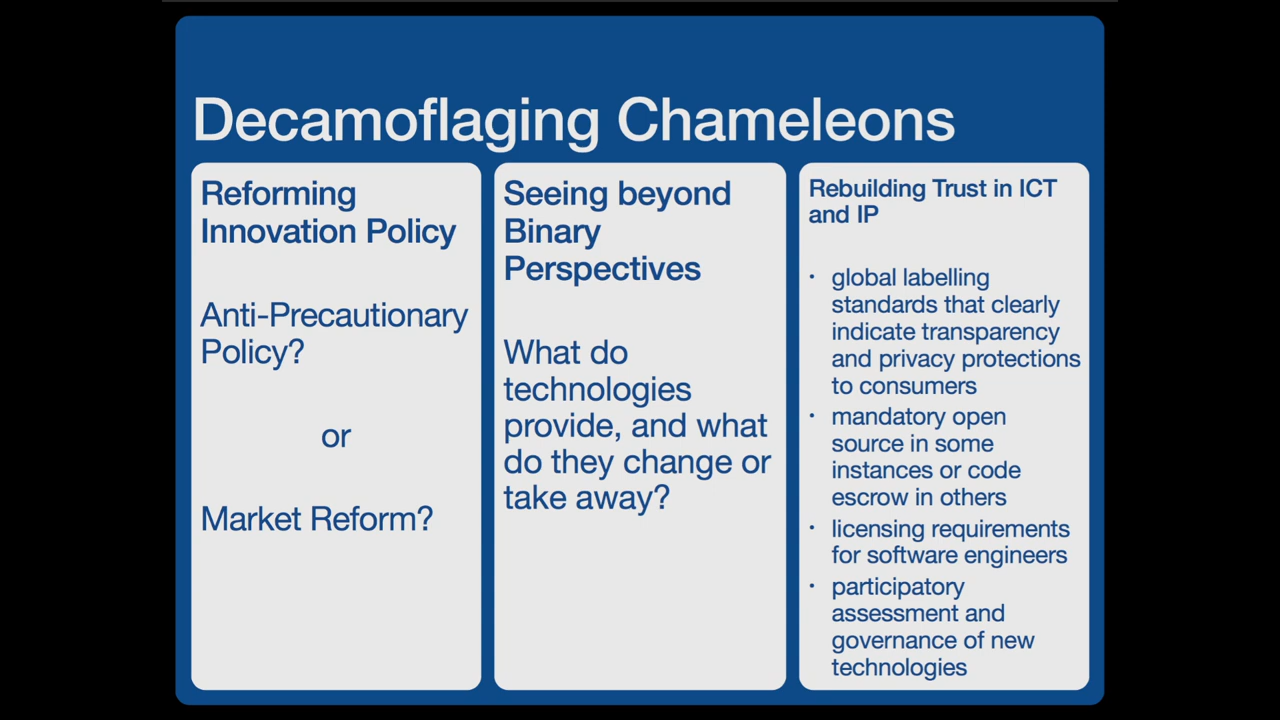 Decamoflaging Chameleons
Reforming
Innovation Policy
Anti-Precautionary
Policy?
or
Market Reform?
Seeing beyond
Binary
Perspectives
What do
technologies
provide, and what
do they change or
take away?
Rebuilding Trust in ICT
and IP
• global labelling
standards that clearly
indicate transparency
and privacy protections
to consumers
• mandatory open
source in some
instances or code
escrow in others
• licensing requirements
for software engineers
• participatory
assessment and
governance of new
technologies